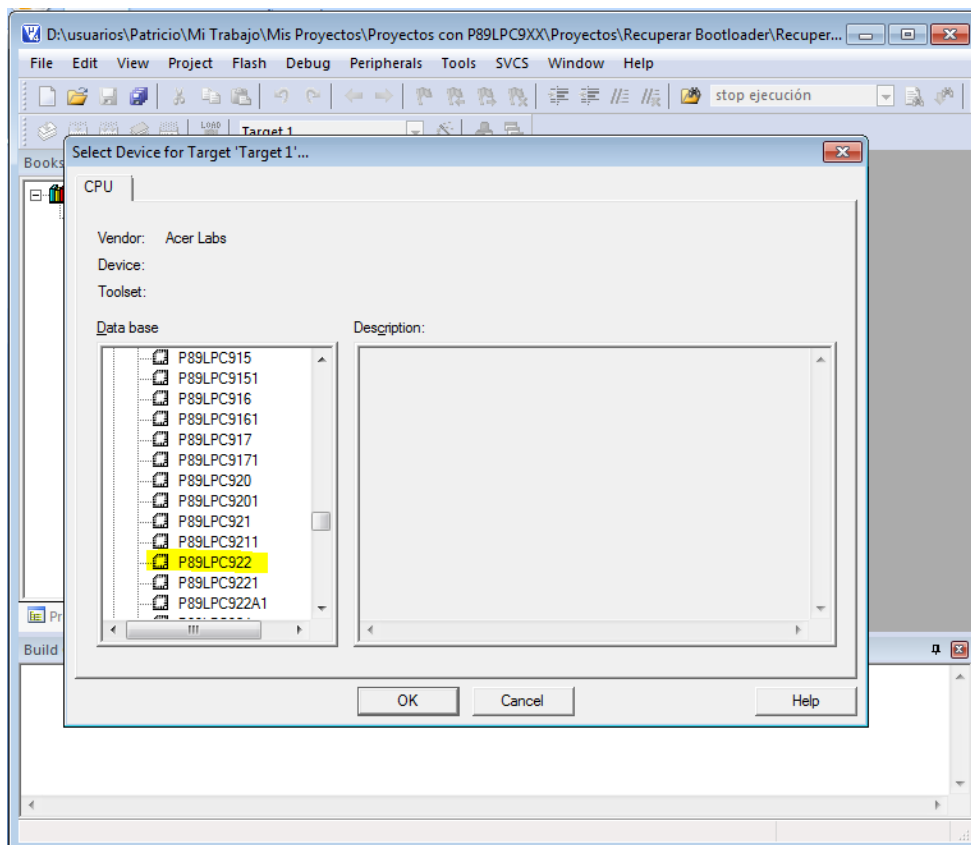 D:\usuarios\Patricio\Mi Trabajo\Mis Proyectos\Proyectos con P89LPC9XX\Proyectos\Recuperar Bootloader\Recuper...
File Edit View Project Flash Debug Peripherals Tools SVCS Window Help
stop ejecución
LOAD Target 1
Books
Select Device for Target 'Target 1'...
CPU
Vendor: Acer Labs
Device:
Toolset:
Data base Description:
P89LPC915
P89LPC9151
P89LPC916
P89LPC9161
P89LPC917
P89LPC9171
P89LPC920
P89LPC9201
P89LPC921
P89LPC9211
P89LPC922
P89LPC9221
P89LPC922A1
Pr
Build
OK Cancel Help